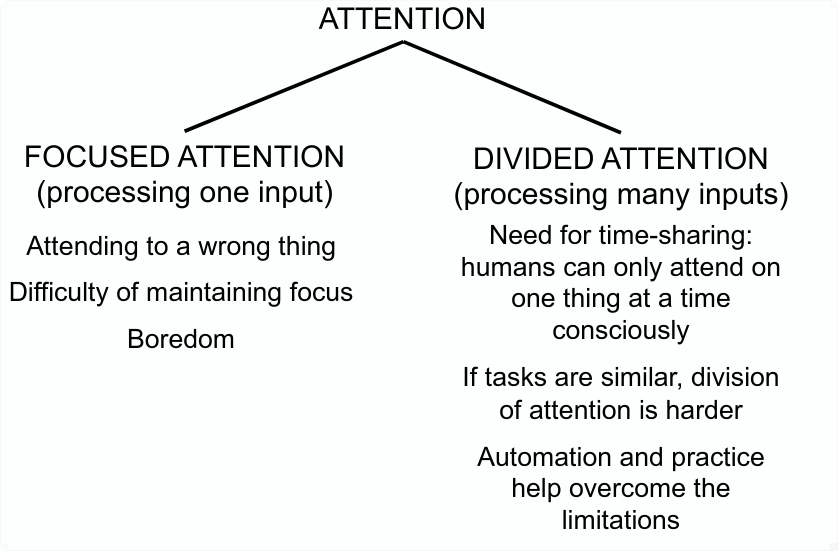 ATTENTION
FOCUSED ATTENTION
(processing one input)
Attending to a wrong thing
Difficulty of maintaining focus
Boredom
DIVIDED ATTENTION
(processing many inputs)
Need for time-sharing:
humans can only attend on
one thing at a time
consciously
If tasks are similar, division
of attention is harder
Automation and practice
help overcome the
limitations